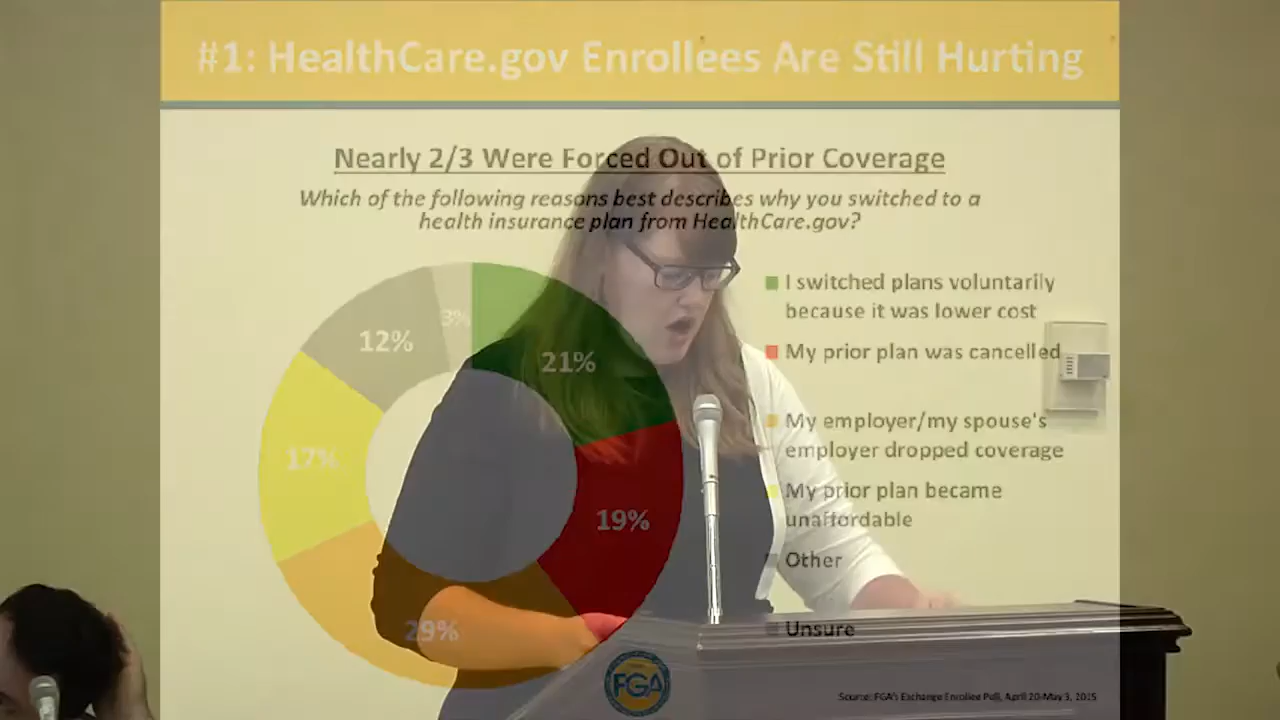 #1: HealthCare.gov Enrollees Are Still Hurting
Nearly 2/3 Were Forced Out of Prior Coverage
Which of the following reasons best describes why you switched to a
health insurance plan from HealthCare.gov?
I switched plans voluntarily
because it was lower cost
My prior plan was cancelled
My employer/my spouse's
employer dropped coverage
My prior plan became
unaffordable
Other
Unsure
3%
12%
21%
17%
19%
29%
FGA
Source: FGA's Exchange Enrollee Poll, April 20-May 3, 2015